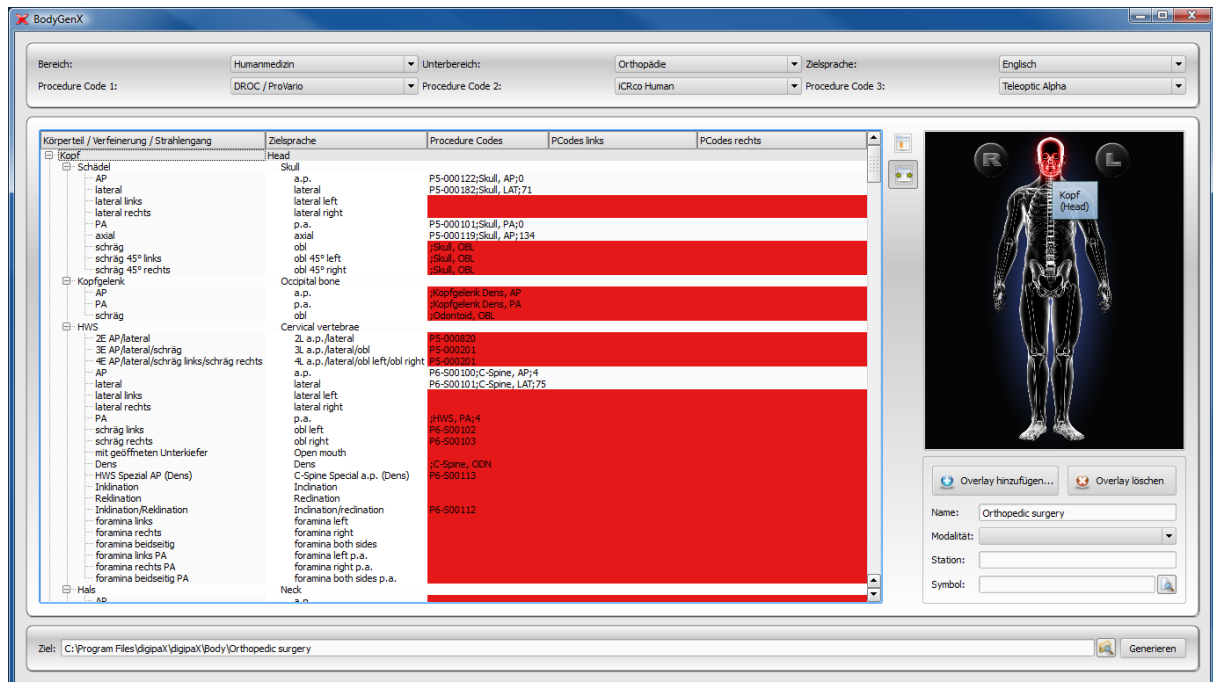 BodyGenX
Bereich: Humanmedizin Unterbereich: Orthopädie Zielsprache: Englisch
Procedure Code 1: DROC / ProVario Procedure Code 2: iCRco Human Procedure Code 3: Teleoptic Alpha
Körperteil / Verfeinerung / Strahlengang Zielsprache Procedure Codes PCodes links PCodes rechts
Kopf Head
Schädel Skull
AP a.p. P5-000122;Skull, AP;0
lateral lateral P5-000182;Skull, LAT;71
lateral links lateral left
lateral rechts lateral right
PA p.a. P5-000101;Skull, PA;0
axial axial P5-000119;Skull, AP;134
schräg obl ;Skull, OBL
schräg 45° links obl 45° left ;Skull, OBL
schräg 45° rechts obl 45° right ;Skull, OBL
Kopfgelenk Occipital bone
AP a.p. ;Kopfgelenk Dens, AP
PA p.a. ;Kopfgelenk Dens, PA
schräg obl ;Odontoid, OBL
HWS Cervical vertebrae
2E AP/lateral 2L a.p./lateral P5-000820
3E AP/lateral/schräg 3L a.p./lateral/obl P5-000201
4E AP/lateral/schräg links/schräg rechts 4L a.p./lateral/obl left/obl right P5-000201
AP a.p. P6-S00100;C-Spine, AP;4
lateral lateral P6-S00101;C-Spine, LAT;75
lateral links lateral left
lateral rechts lateral right
PA p.a. ;HWS, PA;4
schräg links obl left P6-S00102
schräg rechts obl right P6-S00103
mit geöffneten Unterkiefer Open mouth
Dens Dens ;C-Spine, ODN
HWS Spezial AP (Dens) C-Spine Special a.p. (Dens) P6-S00113
Inklination Indination
Reklination Redination
Inklination/Reklination Indination/redination P6-S00112
foramina links foramina left
foramina rechts foramina right
foramina beidseitig foramina both sides
foramina links PA foramina left p.a.
foramina rechts PA foramina right p.a.
foramina beidseitig PA foramina both sides p.a.
Hals Neck
AP a.p.
R L
Kopf
(Head)
Overlay hinzufügen... Overlay löschen
Name: Orthopedic surgery
Modalität:
Station:
Symbol:
Ziel: C:\Program Files\digipaX\digipaX\Body\Orthopedic surgery Generieren